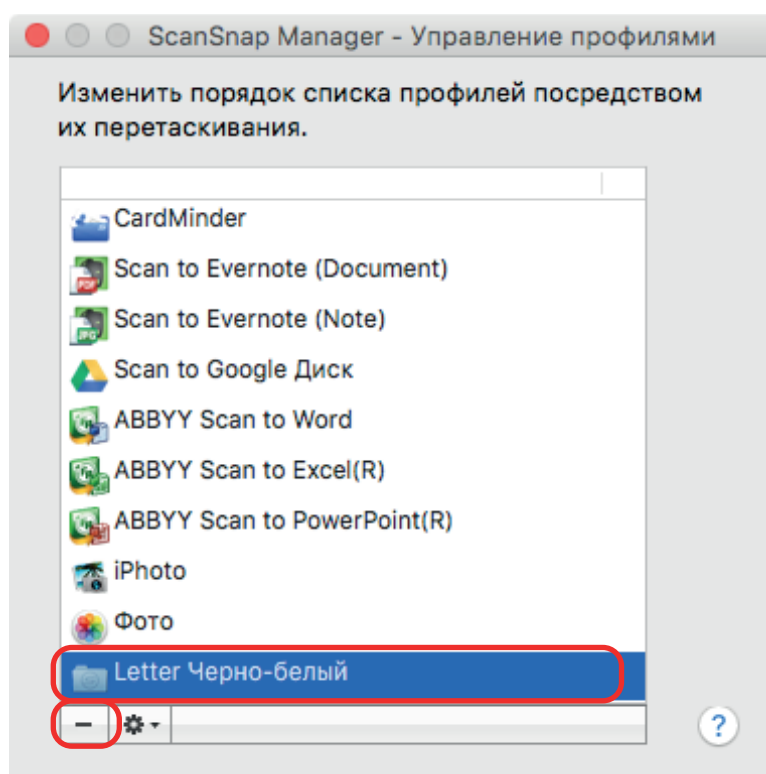 ScanSnap Manager - Управление профилями
Изменить порядок списка профилей посредством
их перетаскивания.
CardMinder
Scan to Evernote (Document)
Scan to Evernote (Note)
Scan to Google Диск
ABBYY Scan to Word
ABBYY Scan to Excel(R)
ABBYY Scan to PowerPoint(R)
iPhoto
Фото
Letter Черно-белый
?